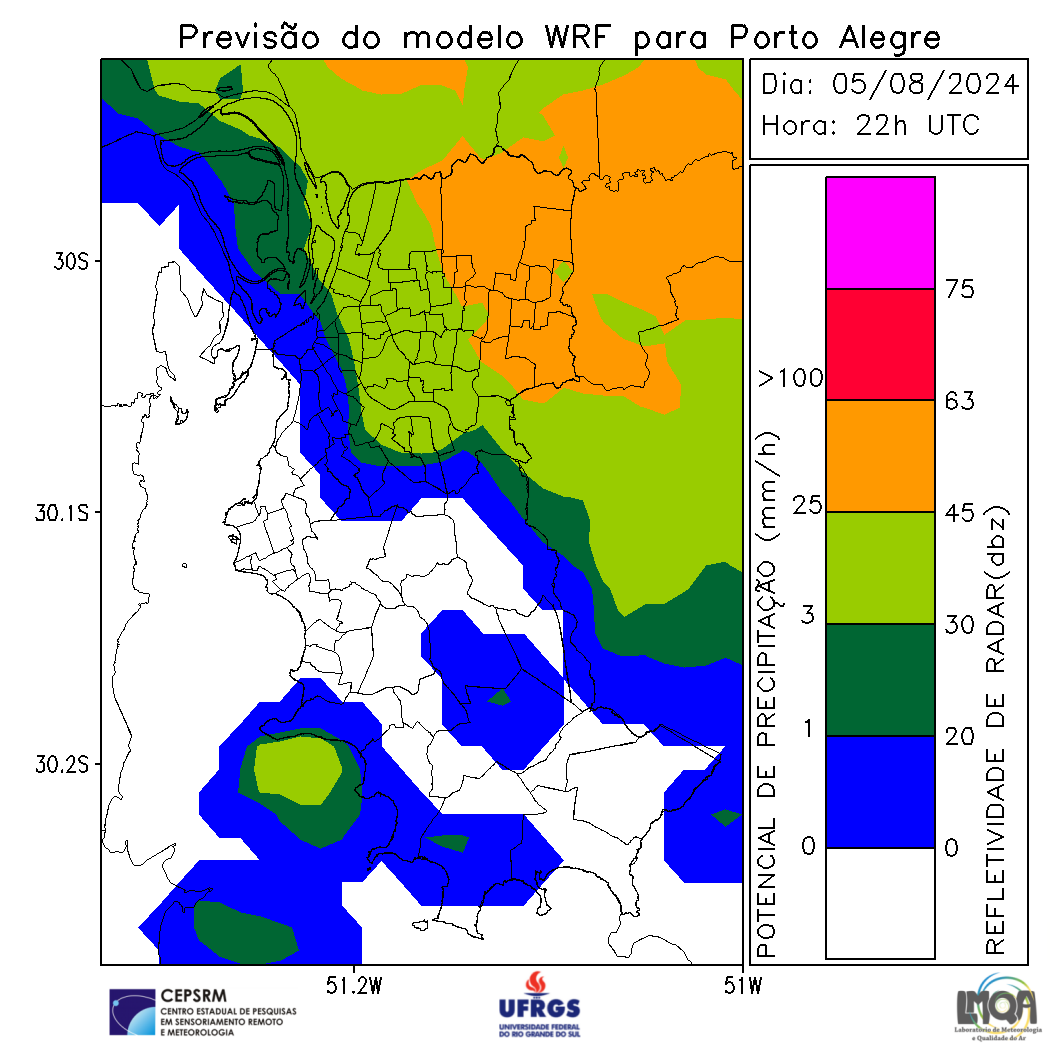 Previsão do modelo WRF para Porto Alegre
Dia: 05/08/2024
Hora: 22h UTC
30S
30.1S
30.2S
51.2W
51W
POTENCIAL DE PRECIPITAÇÃO (mm/h)
>100
25
3
1
0
75
63
45
30
20
0
REFLETIVIDADE DE RADAR(dbz)
CEPSRM
CENTRO ESTADUAL DE PESQUISAS
EM SENSORIAMENTO REMOTO
E METEOROLOGIA
UFRGS
UNIVERSIDADE FEDERAL
DO RIO GRANDE DO SUL
LMQA
Laboratório de Meteorologia
e Qualidade do Ar